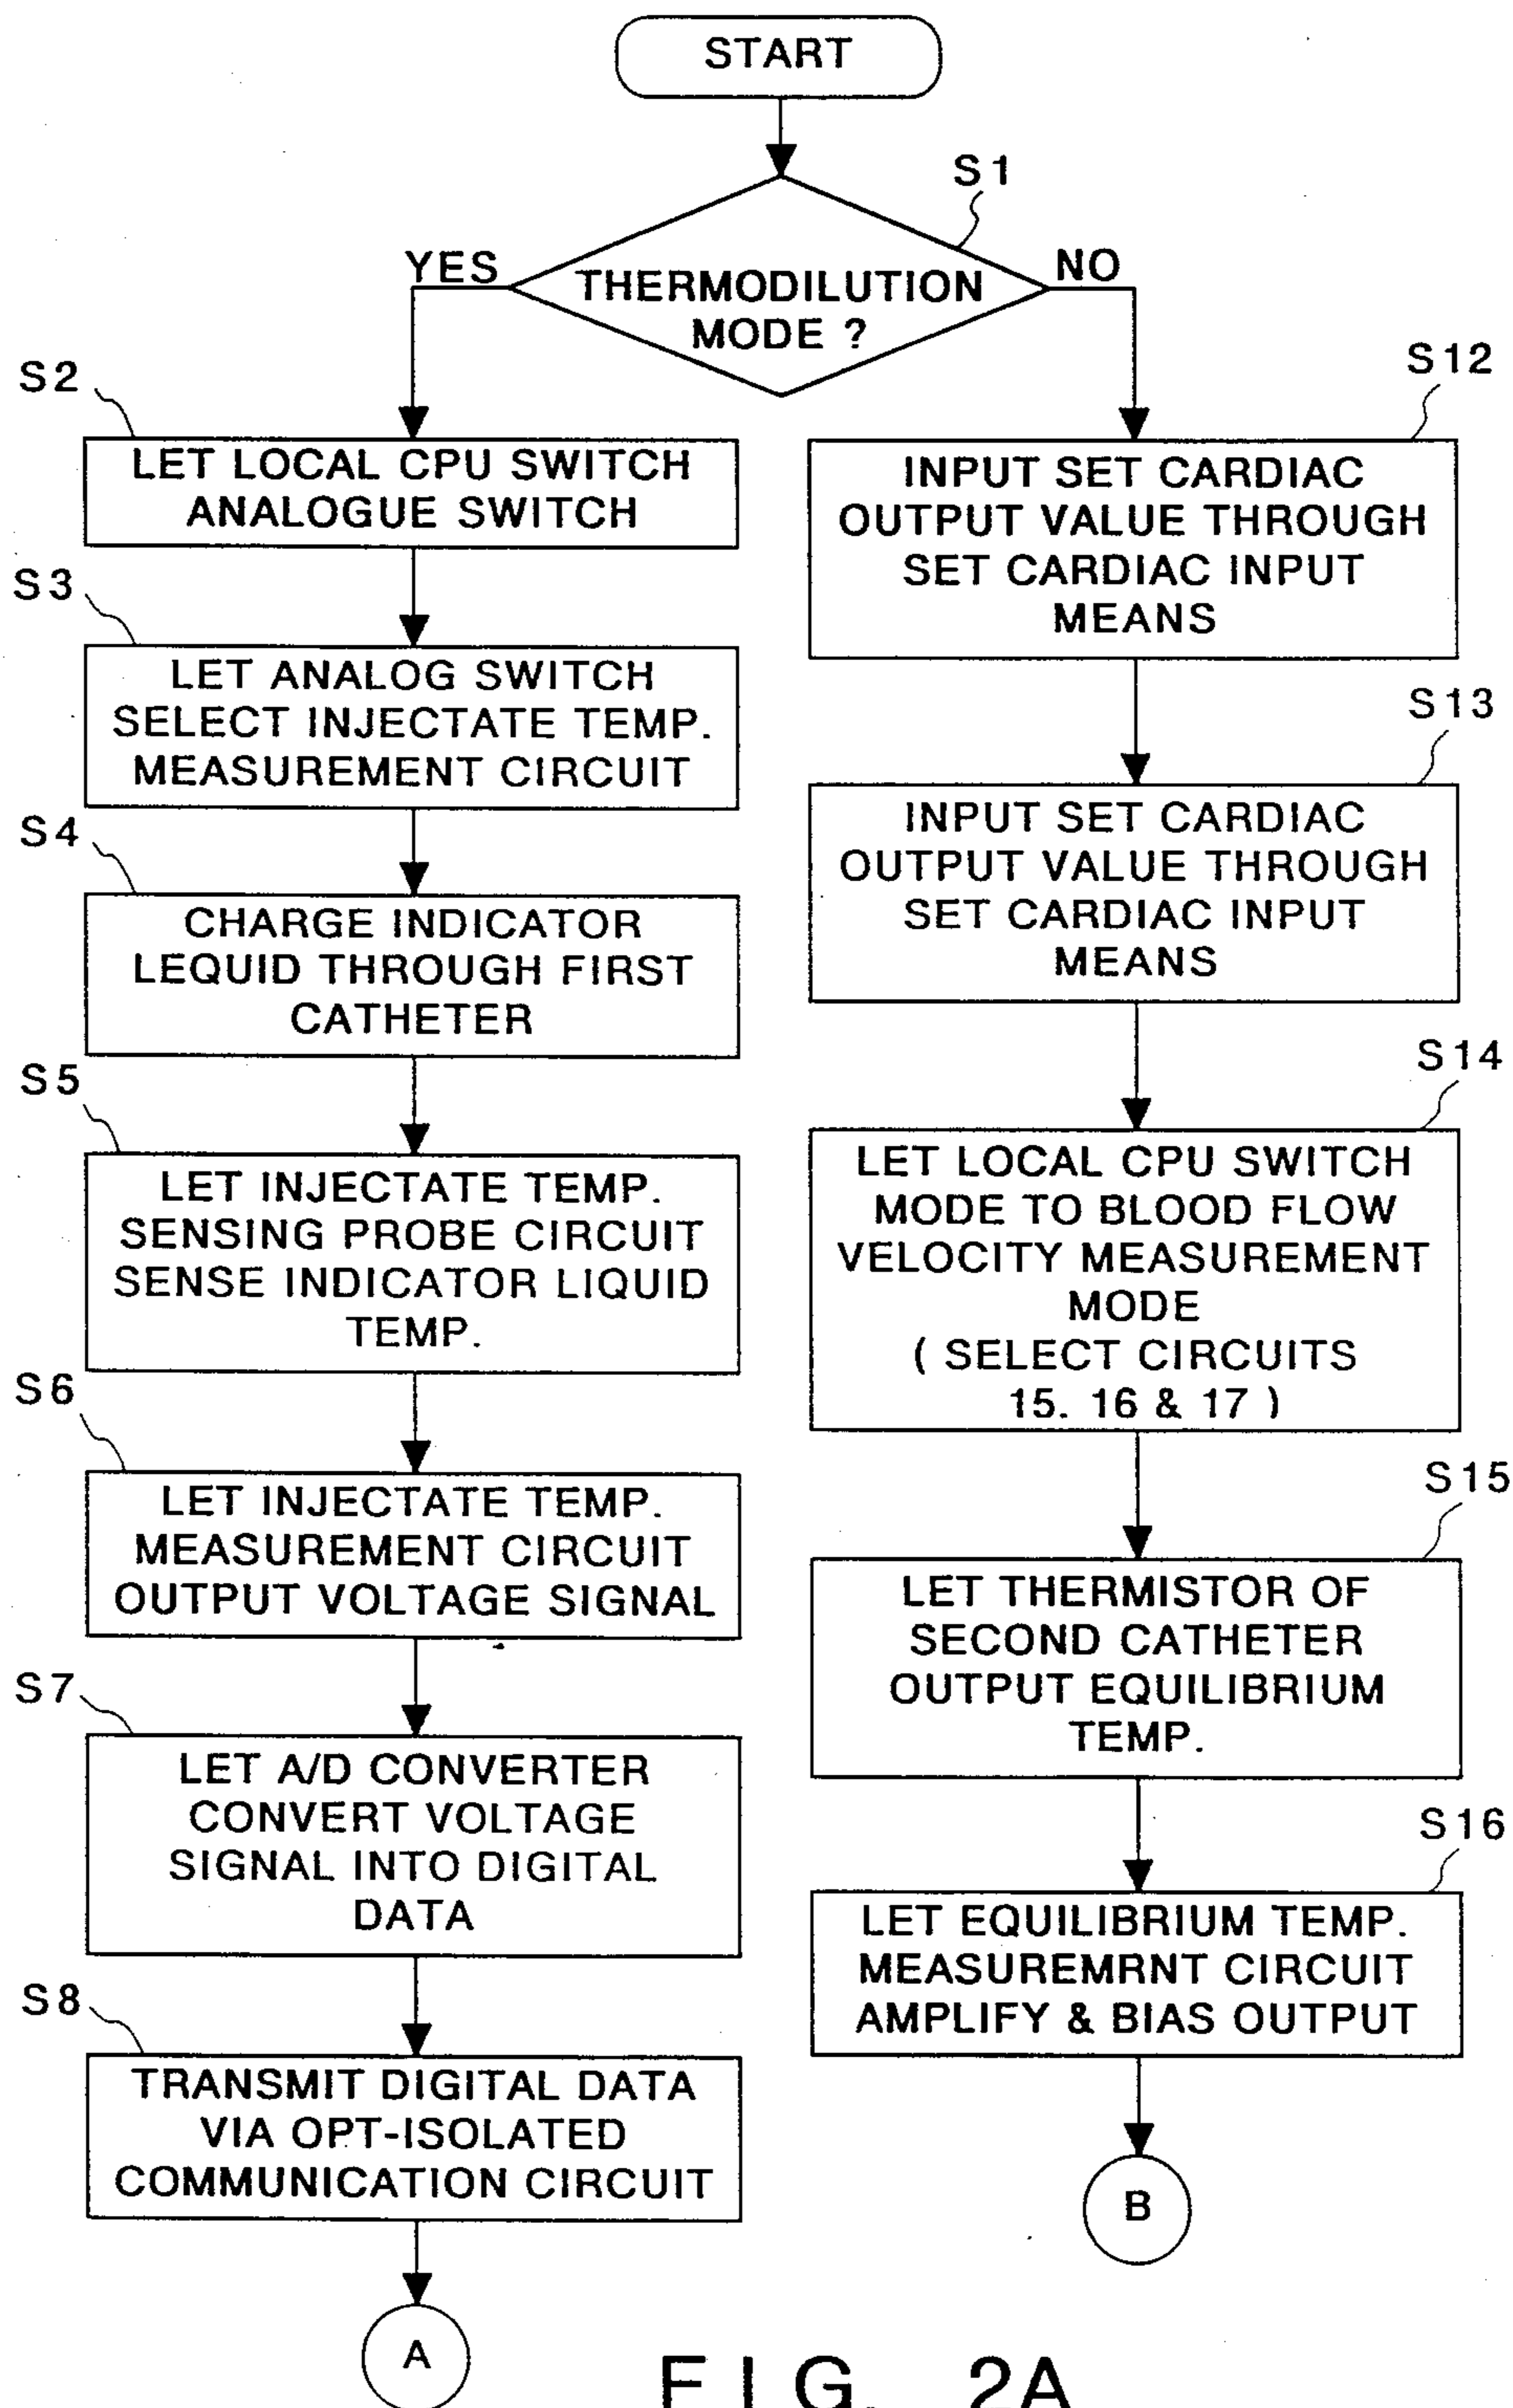 START
S1
YES
THERMODILUTION
MODE ?
NO
S2
LET LOCAL CPU SWITCH
ANALOGUE SWITCH
S3
LET ANALOG SWITCH
SELECT INJECTATE TEMP.
MEASUREMENT CIRCUIT
S4
CHARGE INDICATOR
LEQUID THROUGH FIRST
CATHETER
S5
LET INJECTATE TEMP.
SENSING PROBE CIRCUIT
SENSE INDICATOR LIQUID
TEMP.
S6
LET INJECTATE TEMP.
MEASUREMENT CIRCUIT
OUTPUT VOLTAGE SIGNAL
S7
LET A/D CONVERTER
CONVERT VOLTAGE
SIGNAL INTO DIGITAL
DATA
S8
TRANSMIT DIGITAL DATA
VIA OPT-ISOLATED
COMMUNICATION CIRCUIT
A
S12
INPUT SET CARDIAC
OUTPUT VALUE THROUGH
SET CARDIAC INPUT
MEANS
S13
INPUT SET CARDIAC
OUTPUT VALUE THROUGH
SET CARDIAC INPUT
MEANS
S14
LET LOCAL CPU SWITCH
MODE TO BLOOD FLOW
VELOCITY MEASUREMENT
MODE
( SELECT CIRCUITS
15. 16 & 17 )
S15
LET THERMISTOR OF
SECOND CATHETER
OUTPUT EQUILIBRIUM
TEMP.
S16
LET EQUILIBRIUM TEMP.
MEASUREMRNT CIRCUIT
AMPLIFY & BIAS OUTPUT
B
FIG. 2A